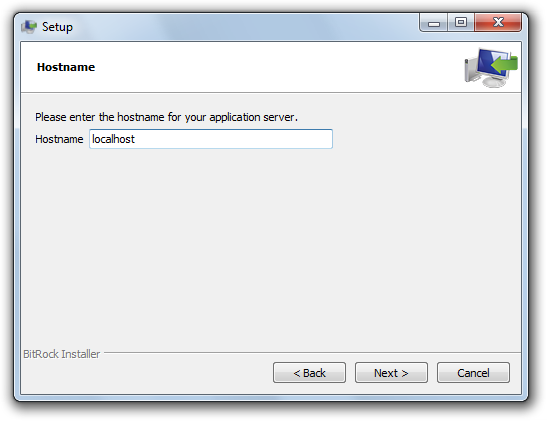 Setup
Hostname
Please enter the hostname for your application server.
Hostname localhost
BitRock Installer
< Back Next > Cancel